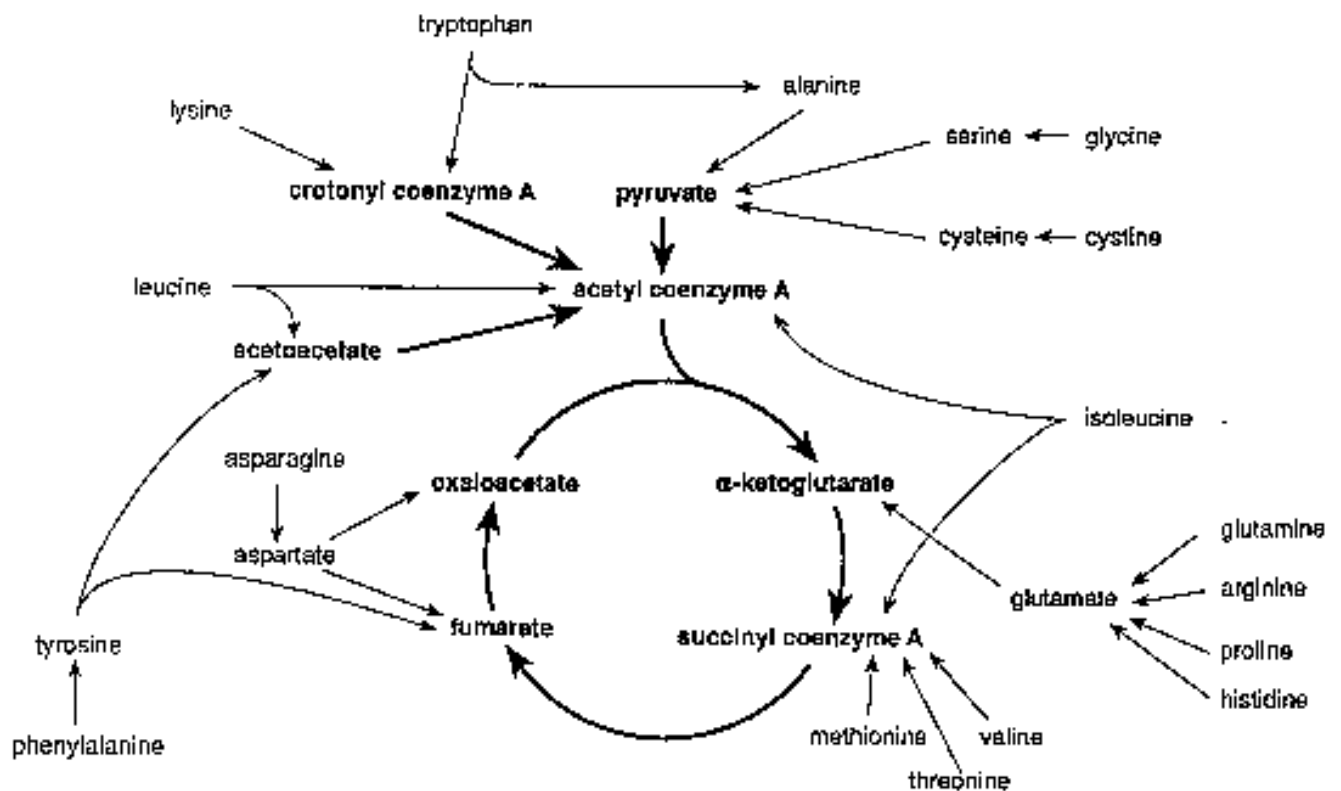 tryptophan
alanine
lysine
serine
glycine
crotonyl coenzyme A
pyruvate
cysteine
cystine
leucine
acetyl coenzyme A
acetoacetate
isoleucine
asparagine
oxaloacetate
α-ketoglutarate
glutamine
aspartate
glutamate
arginine
fumarate
succinyl coenzyme A
tyrosine
proline
histidine
phenylalanine
methionine
valine
threonine